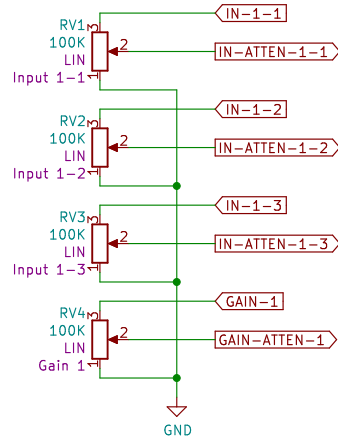 IN-1-1
RV1
3
100K
2
IN-ATTEN-1-1
LIN
Input 1-1
1
IN-1-2
RV2
3
100K
2
IN-ATTEN-1-2
LIN
Input 1-2
1
IN-1-3
RV3
3
100K
2
IN-ATTEN-1-3
LIN
Input 1-3
1
GAIN-1
RV4
3
100K
2
GAIN-ATTEN-1
LIN
Gain 1
1
GND